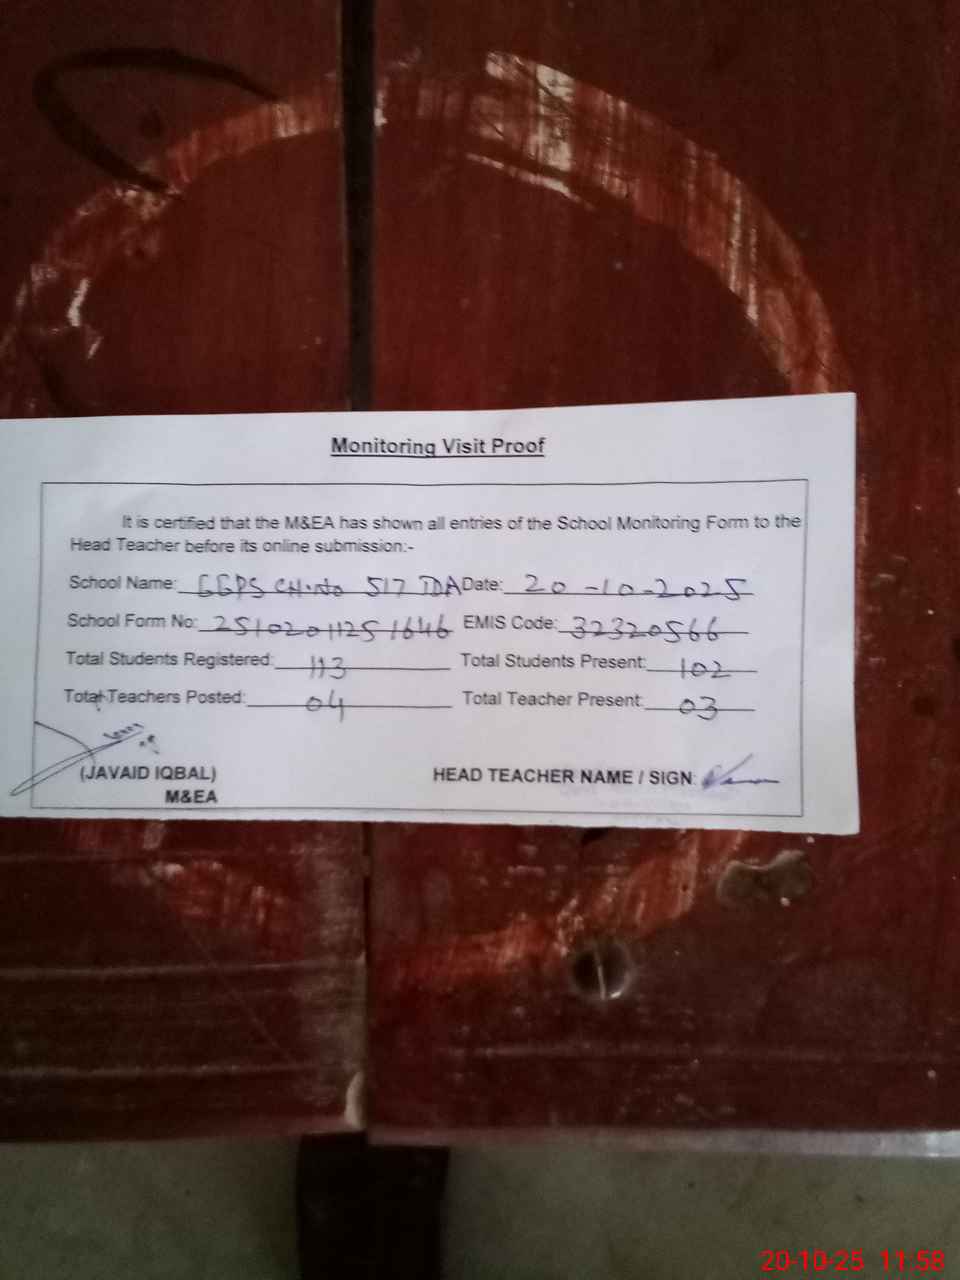 Monitoring Visit Proof
It is certified that the M&EA has shown all entries of the School Monitoring Form to the
Head Teacher before its online submission:-
School Name: GGPS CH. No 517 TDA Date: 20-10-2025
School Form No: 2510201125 1646 EMIS Code: 32320566
Total Students Registered: 113 Total Students Present: 102
Total Teachers Posted: 04 Total Teacher Present: 03
(JAVAID IQBAL) HEAD TEACHER NAME / SIGN:
M&EA
20-10-25 11:58